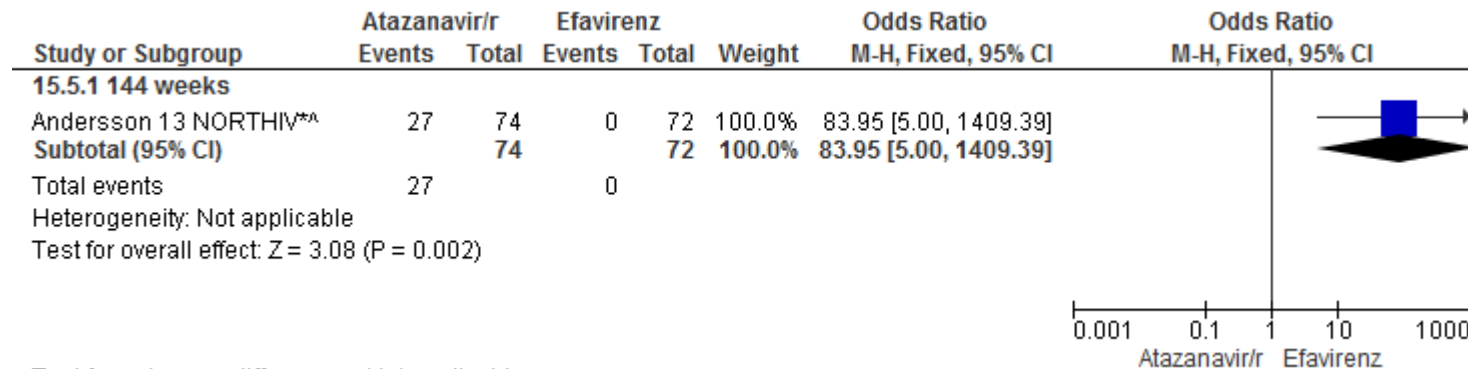 Atazanavir/r Efavirenz Odds Ratio Odds Ratio
Study or Subgroup Events Total Events Total Weight M-H, Fixed, 95% CI M-H, Fixed, 95% CI
15.5.1 144 weeks
Andersson 13 NORTHIV*^ 27 74 0 72 100.0% 83.95 [5.00, 1409.39]
Subtotal (95% CI) 74 72 100.0% 83.95 [5.00, 1409.39]
Total events 27 0
Heterogeneity: Not applicable
Test for overall effect: Z = 3.08 (P = 0.002)
0.001 0.1 1 10 1000
Atazanavir/r Efavirenz